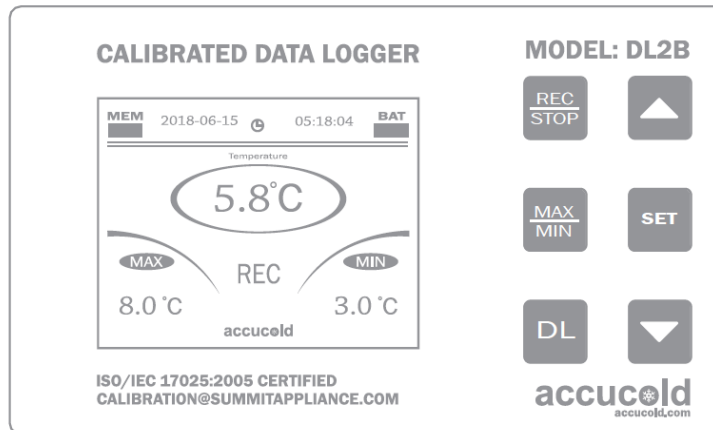 CALIBRATED DATA LOGGER
MODEL: DL2B
MEM
2018-06-15
05:18:04
BAT
Temperature
5.8°C
MAX
REC
MIN
8.0 °C
3.0 °C
accucold
REC
STOP
MAX
MIN
SET
DL
ISO/IEC 17025:2005 CERTIFIED
CALIBRATION@SUMMITAPPLIANCE.COM
accucold
accucold.com